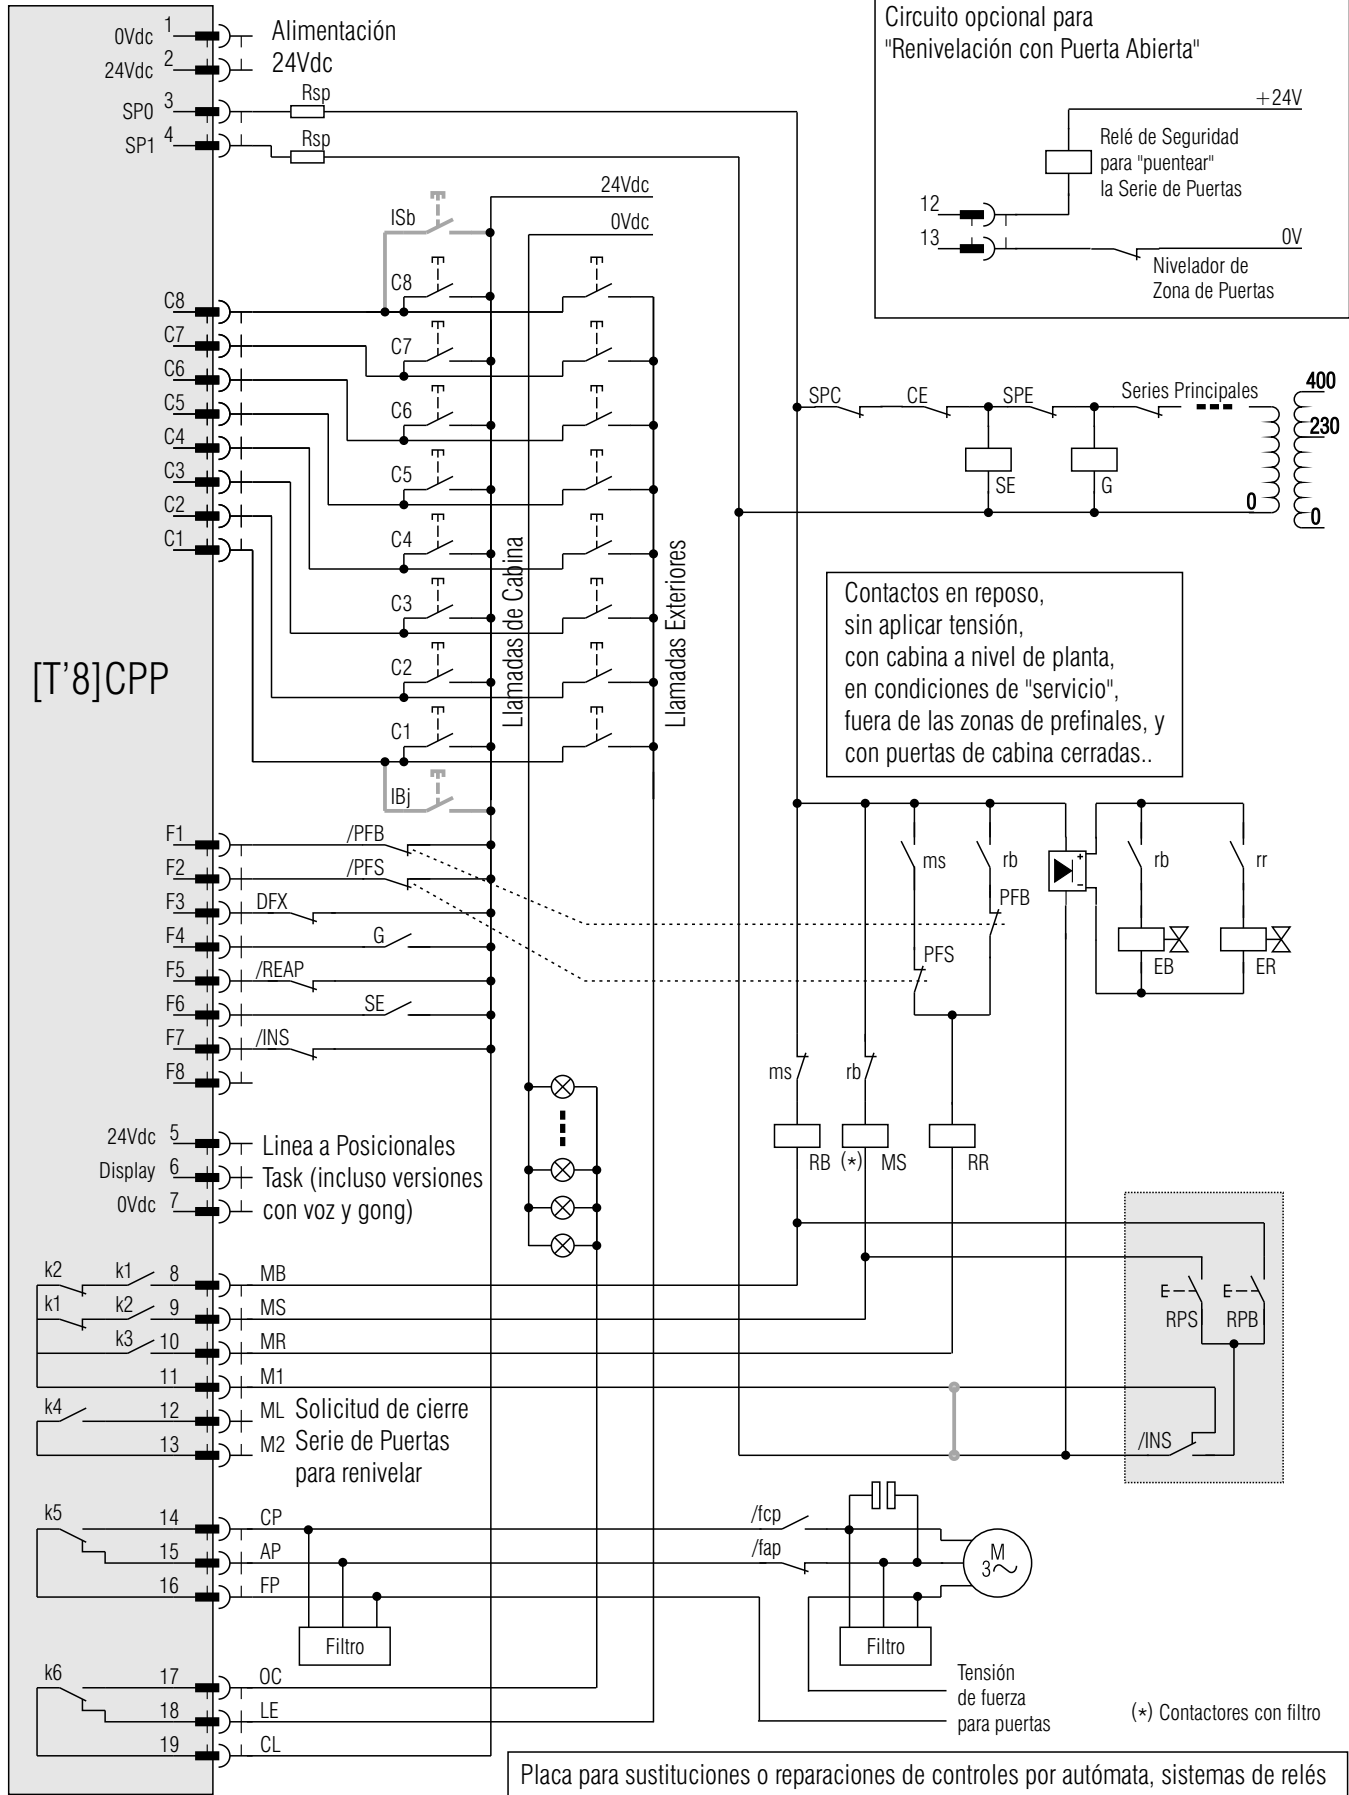 0Vdc 1
24Vdc 2
Alimentación
24Vdc
SP0 3
Rsp
SP1 4
Rsp
Circuito opcional para
"Renivelación con Puerta Abierta"
+24V
Relé de Seguridad
para "puentear"
la Serie de Puertas
12
13
0V
Nivelador de
Zona de Puertas
24Vdc
0Vdc
ISb
C8
C7
C6
C5
C4
C3
C2
C1
C8
C7
C6
C5
C4
C3
C2
C1
IBj
Llamadas de Cabina
Llamadas Exteriores
SPC
CE
SPE
Series Principales
400
230
0
0
SE
G
[T'8]CPP
Contactos en reposo,
sin aplicar tensión,
con cabina a nivel de planta,
en condiciones de "servicio",
fuera de las zonas de prefinales, y
con puertas de cabina cerradas..
F1 /PFB
F2 /PFS
F3 DFX
F4 G
F5 /REAP
F6 SE
F7 /INS
F8
ms
rb
PFB
PFS
rb
rr
EB
ER
ms
rb
RB
(*) MS
RR
24Vdc 5
Display 6
0Vdc 7
Linea a Posicionales
Task (incluso versiones
con voz y gong)
k2 k1 8 MB
k1 k2 9 MS
k3 10 MR
11 M1
k4 12 ML
13 M2
Solicitud de cierre
Serie de Puertas
para renivelar
RPS
RPB
/INS
k5 14 CP
15 AP
16 FP
/fcp
/fap
M
3~
Filtro
Filtro
k6 17 OC
18 LE
19 CL
Tensión
de fuerza
para puertas
(*) Contactores con filtro
Placa para sustituciones o reparaciones de controles por autómata, sistemas de relés